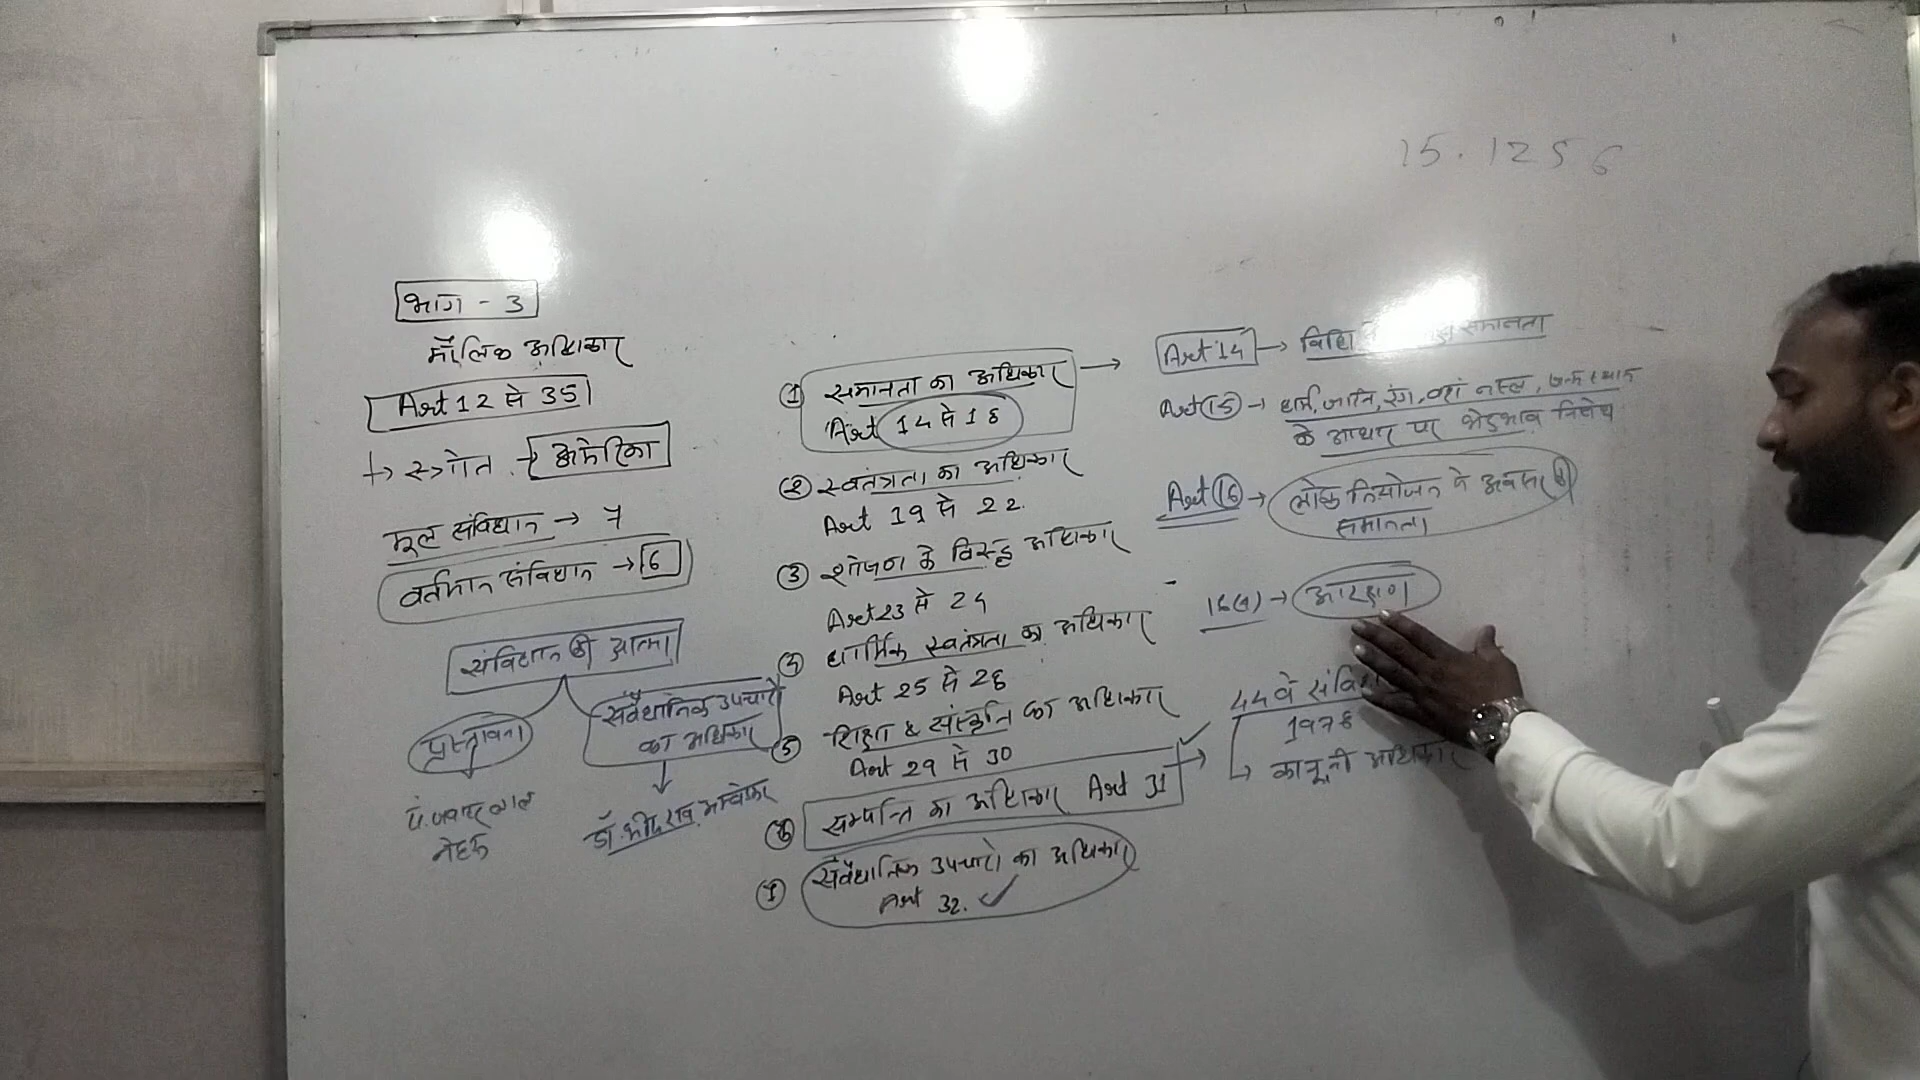 15.1256
भाग - 3
मौलिक अधिकार
Art 12 से 35
↳ स्त्रोत → अमेरिका
मूल संविधान → 7
वर्तमान संविधान → 6
संविधान की आत्मा
प्रस्तावना
पं. जवाहर लाल
नेहरू
संवैधानिक उपचारो
का अधिकार
डॉ. भीम राव अम्बेडकर
① समानता का अधिकार →
Art 14 से 18
② स्वतंत्रता का अधिकार
Art 19 से 22.
③ शोषण के विरूद्ध अधिकार
Art 23 से 24
④ धार्मिक स्वतंत्रता का अधिकार
Art 25 से 28
⑤ शिक्षा & संस्कृति का अधिकार
Art 29 से 30
⑥ सम्पत्ति का अधिकार Art 31 →
⑦ संवैधानिक उपचारो का अधिकार
Art 32. ✓
Art 14 → विधि समानता
Art 15 → धर्म, जाति, रंग, वर्ण नस्ल,
के आधार पर भेदभाव निषेध
Art 16 → लोक नियोजन मे अवसर की
समानता
16(4) → आरक्षण
44वे
1978
↳ कानूनी अधिकार